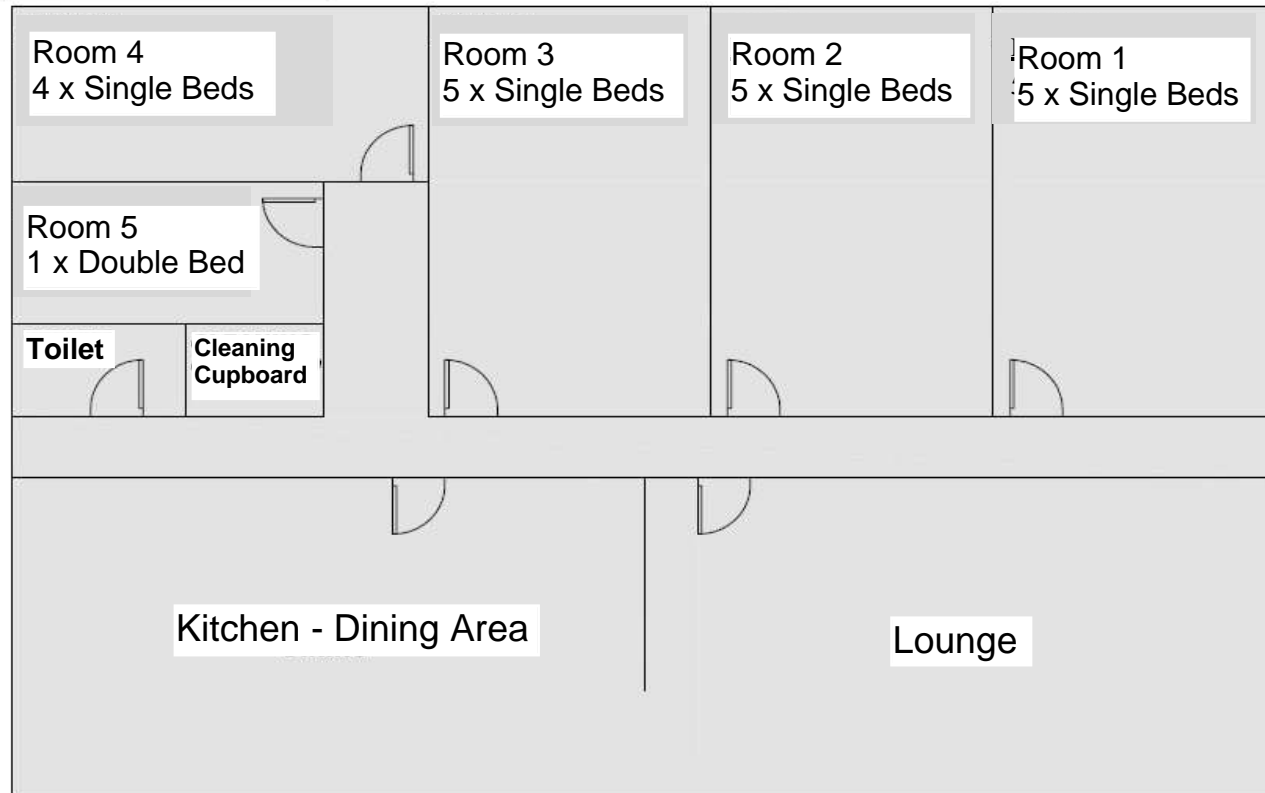 Room 4
4 x Single Beds
Room 3
5 x Single Beds
Room 2
5 x Single Beds
Room 1
5 x Single Beds
Room 5
1 x Double Bed
Toilet
Cleaning
Cupboard
Kitchen - Dining Area
Lounge